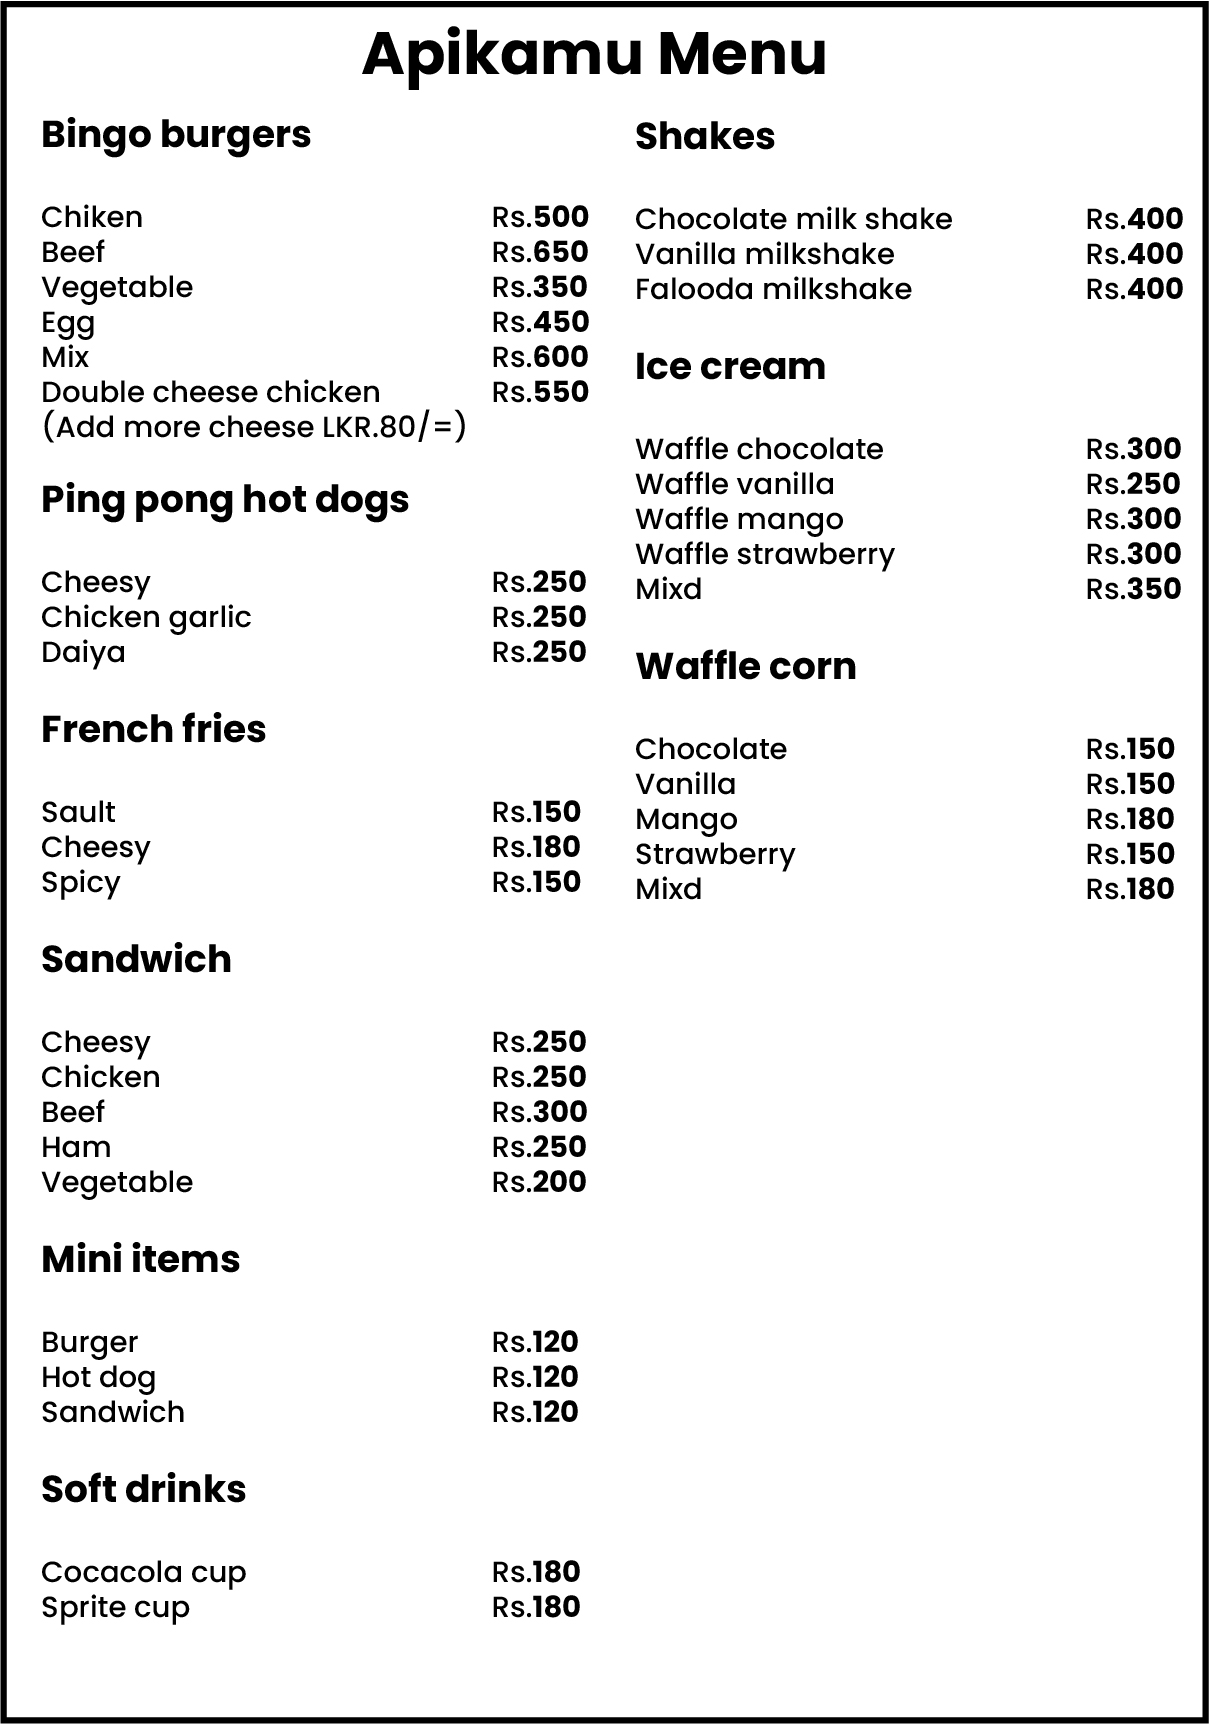 Apikamu Menu
Bingo burgers
Chiken Rs.500
Beef Rs.650
Vegetable Rs.350
Egg Rs.450
Mix Rs.600
Double cheese chicken Rs.550
(Add more cheese LKR.80/=)
Ping pong hot dogs
Cheesy Rs.250
Chicken garlic Rs.250
Daiya Rs.250
French fries
Sault Rs.150
Cheesy Rs.180
Spicy Rs.150
Sandwich
Cheesy Rs.250
Chicken Rs.250
Beef Rs.300
Ham Rs.250
Vegetable Rs.200
Mini items
Burger Rs.120
Hot dog Rs.120
Sandwich Rs.120
Soft drinks
Cocacola cup Rs.180
Sprite cup Rs.180
Shakes
Chocolate milk shake Rs.400
Vanilla milkshake Rs.400
Falooda milkshake Rs.400
Ice cream
Waffle chocolate Rs.300
Waffle vanilla Rs.250
Waffle mango Rs.300
Waffle strawberry Rs.300
Mixd Rs.350
Waffle corn
Chocolate Rs.150
Vanilla Rs.150
Mango Rs.180
Strawberry Rs.150
Mixd Rs.180